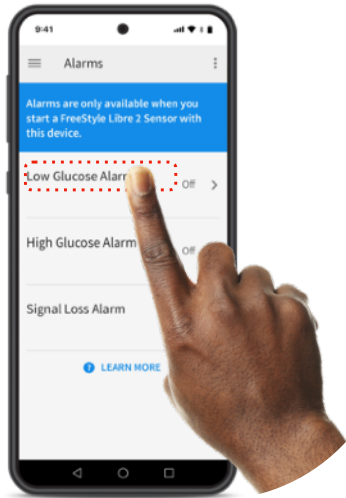 9:41
Alarms
Alarms are only available when you
start a FreeStyle Libre 2 Sensor with
this device.
Low Glucose Alarm
Off
High Glucose Alarm
Off
Signal Loss Alarm
? LEARN MORE